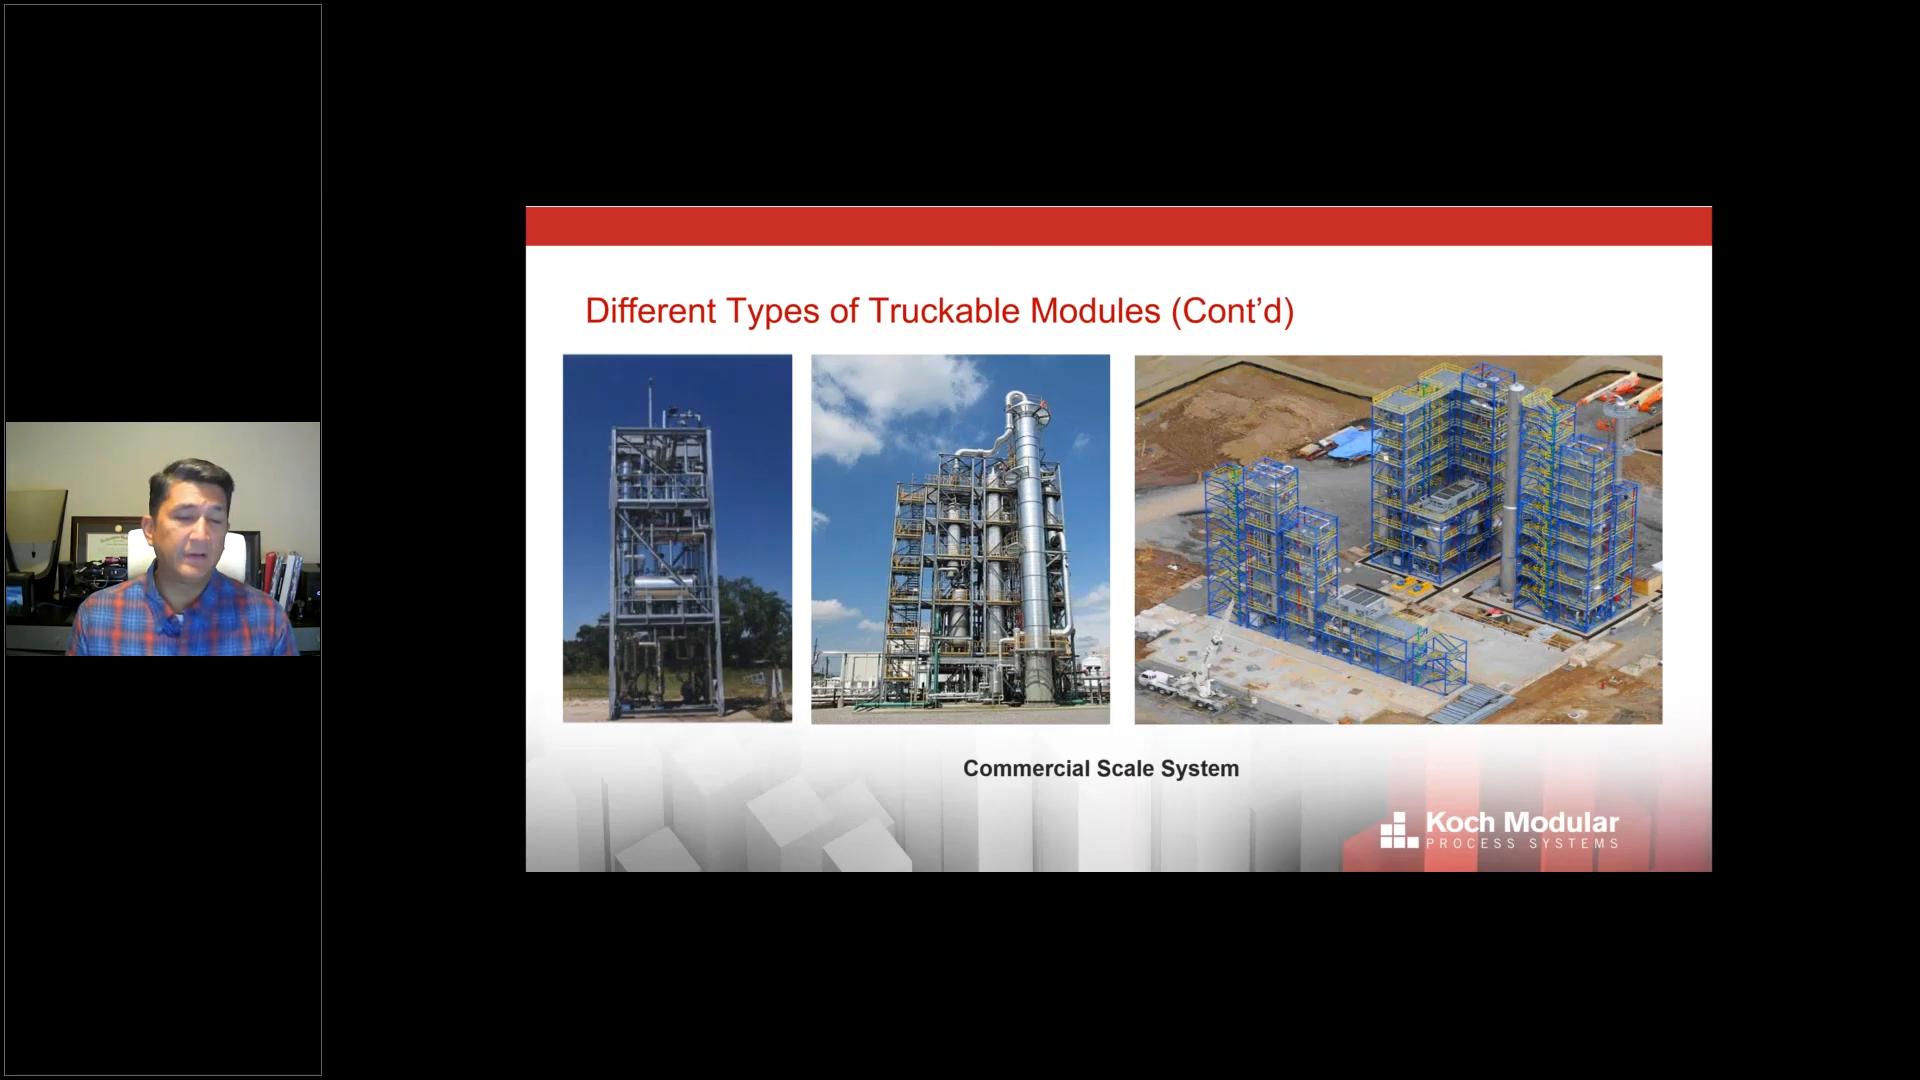 Different Types of Truckable Modules (Cont’d)
Commercial Scale System
Koch Modular
PROCESS SYSTEMS